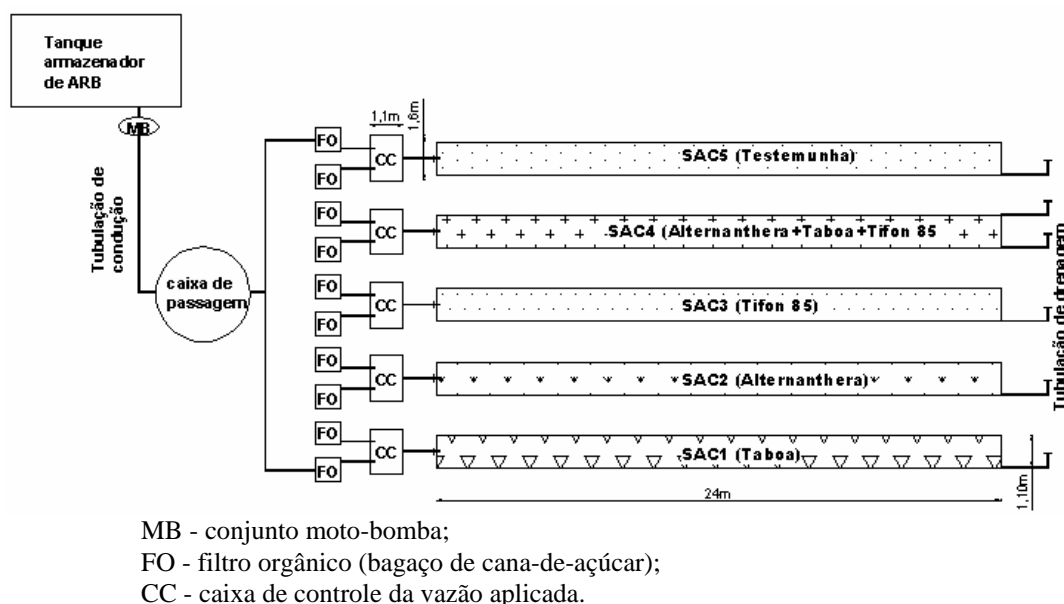 Tanque
armazenador
de ARB
MB
Tubulação de
condução
caixa de
passagem
FO
FO
FO
FO
FO
FO
FO
FO
FO
FO
1,1m
1,6m
CC
CC
CC
CC
CC
SAC5 (Testemunha)
SAC4 (Alternanthera+Taboa+Tifon 85
SAC3 (Tifon 85)
SAC2 (Alternanthera)
SAC1 (Taboa)
24m
1,10m
Tubulação de drenagem
MB - conjunto moto-bomba;
FO - filtro orgânico (bagaço de cana-de-açúcar);
CC - caixa de controle da vazão aplicada.